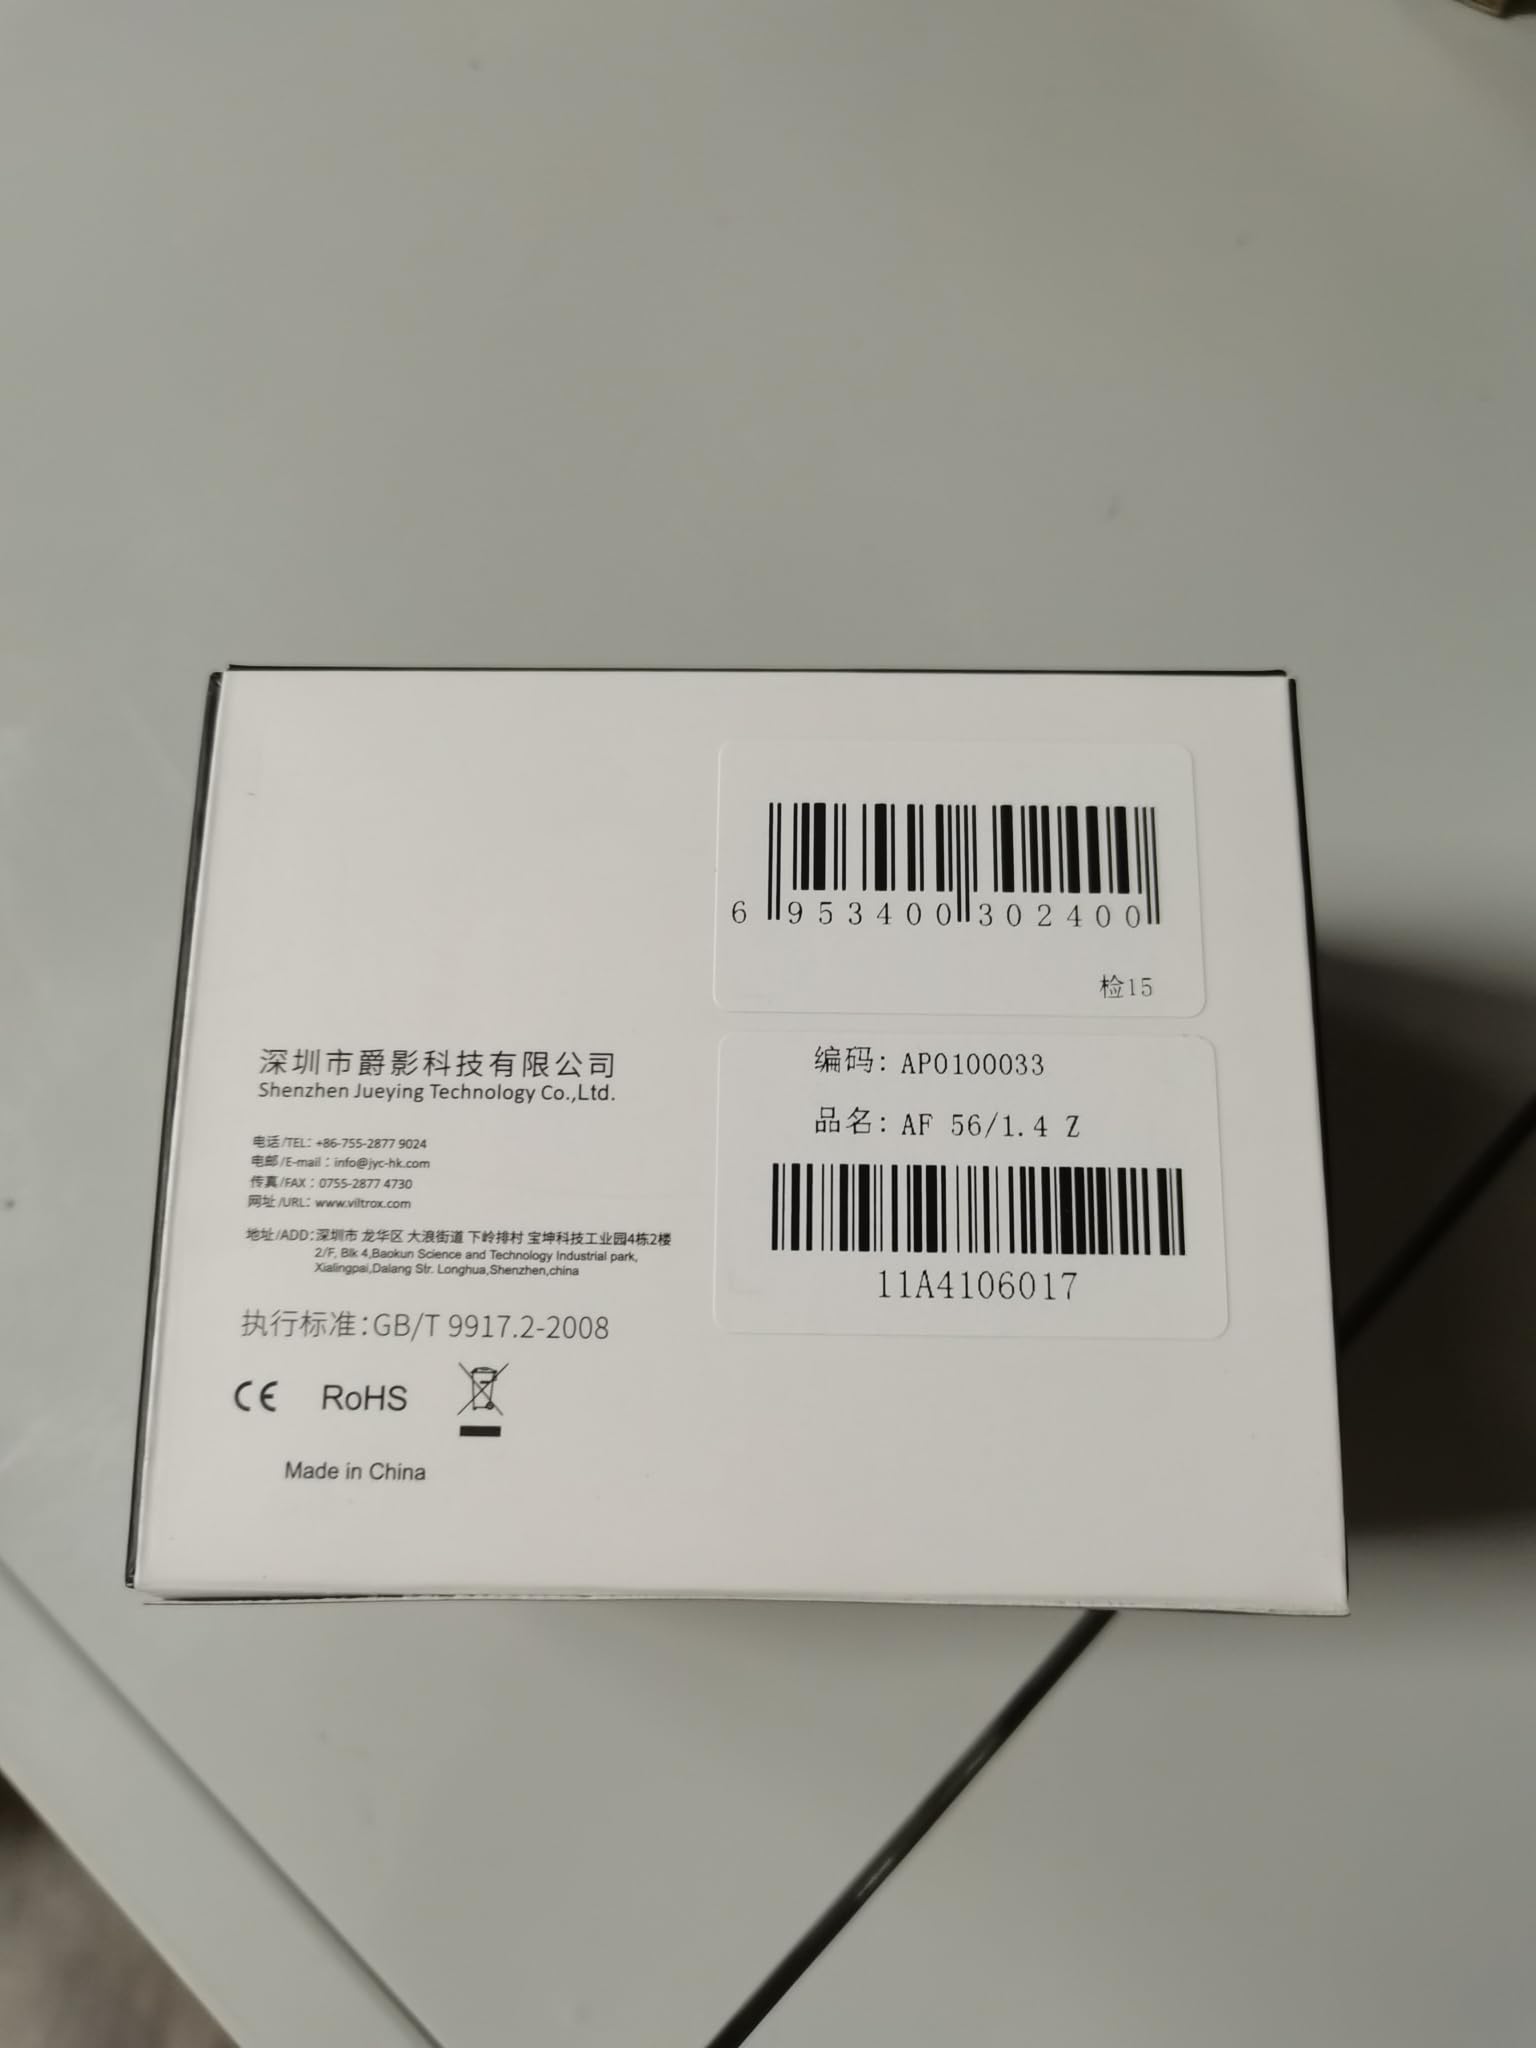 6 953400 302400
检15
编码: AP0100033
品名: AF 56/1.4 Z
11A4106017
深圳市爵影科技有限公司
Shenzhen Jueying Technology Co.,Ltd.
电话/TEL: +86-755-2877 9024
电邮/E-mail : info@jyc-hk.com
传真/FAX : 0755-2877 4730
网址/URL: www.viltrox.com
地址/ADD:深圳市 龙华区 大浪街道 下岭排村 宝坤科技工业园4栋2楼
2/F, Blk 4,Baokun Science and Technology Industrial park,
Xialingpai,Dalang Str. Longhua,Shenzhen,china
执行标准:GB/T 9917.2-2008
CE RoHS
Made in China